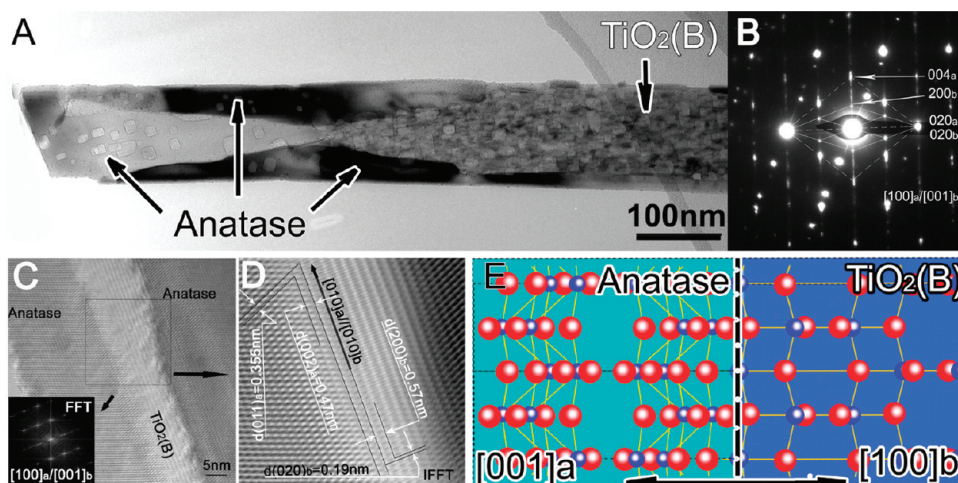 A
TiO2(B)
Anatase
100nm
B
004a
200b
020a
020b
[100]a/[001]b
C
Anatase
Anatase
FFT
TiO2(B)
[100]a/[001]b
5nm
D
[010]a//[010]b
d(011)a=0.355nm
d(002)a=0.47nm
d(200)b=0.57nm
d(020)b=0.19nm
IFFT
E
Anatase
TiO2(B)
[001]a
[100]b